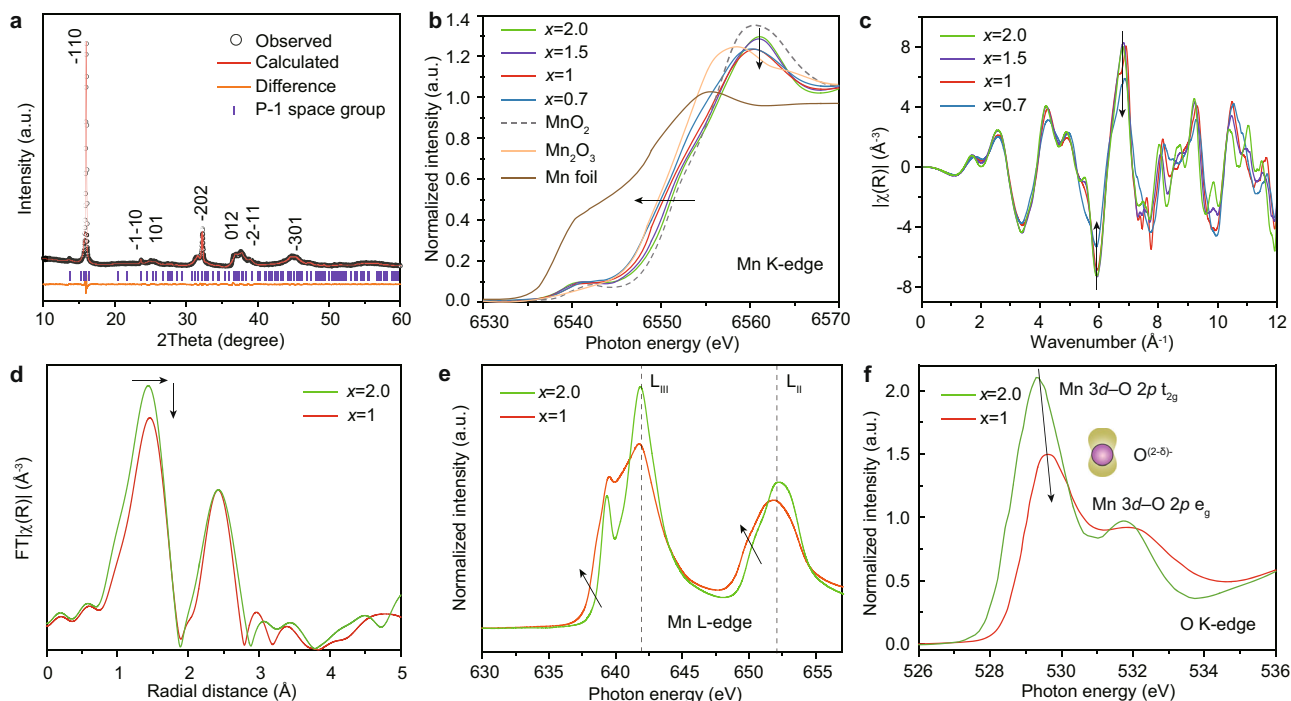 a
-110
Observed
Calculated
Difference
P-1 space group
-1-10
101
-202
012
-2-11
-301
Intensity (a.u.)
10 20 30 40 50 60
2Theta (degree)
b
1.4
1.2
1.0
0.8
0.6
0.4
0.2
0.0
x=2.0
x=1.5
x=1
x=0.7
MnO2
Mn2O3
Mn foil
Mn K-edge
Normalized intensity (a.u.)
6530 6540 6550 6561 6570
Photon energy (eV)
c
8
4
0
-4
-8
x=2.0
x=1.5
x=1
x=0.7
|χ(R)| (Å-3)
0 2 4 6 8 10 12
Wavenumber (Å-1)
d
x=2.0
x=1
FT|χ(R)| (Å-3)
0 1 2 3 4 5
Radial distance (Å)
e
x=2.0
x=1
LIII
LII
Mn L-edge
Normalized intensity (a.u.)
630 635 640 645 650 655
Photon energy (eV)
f
2.0
1.5
1.0
0.5
0.0
x=2.0
x=1
Mn 3d–O 2p t2g
O(2-δ)-
Mn 3d–O 2p eg
O K-edge
Normalized intensity (a.u.)
526 528 530 532 534 536
Photon energy (eV)